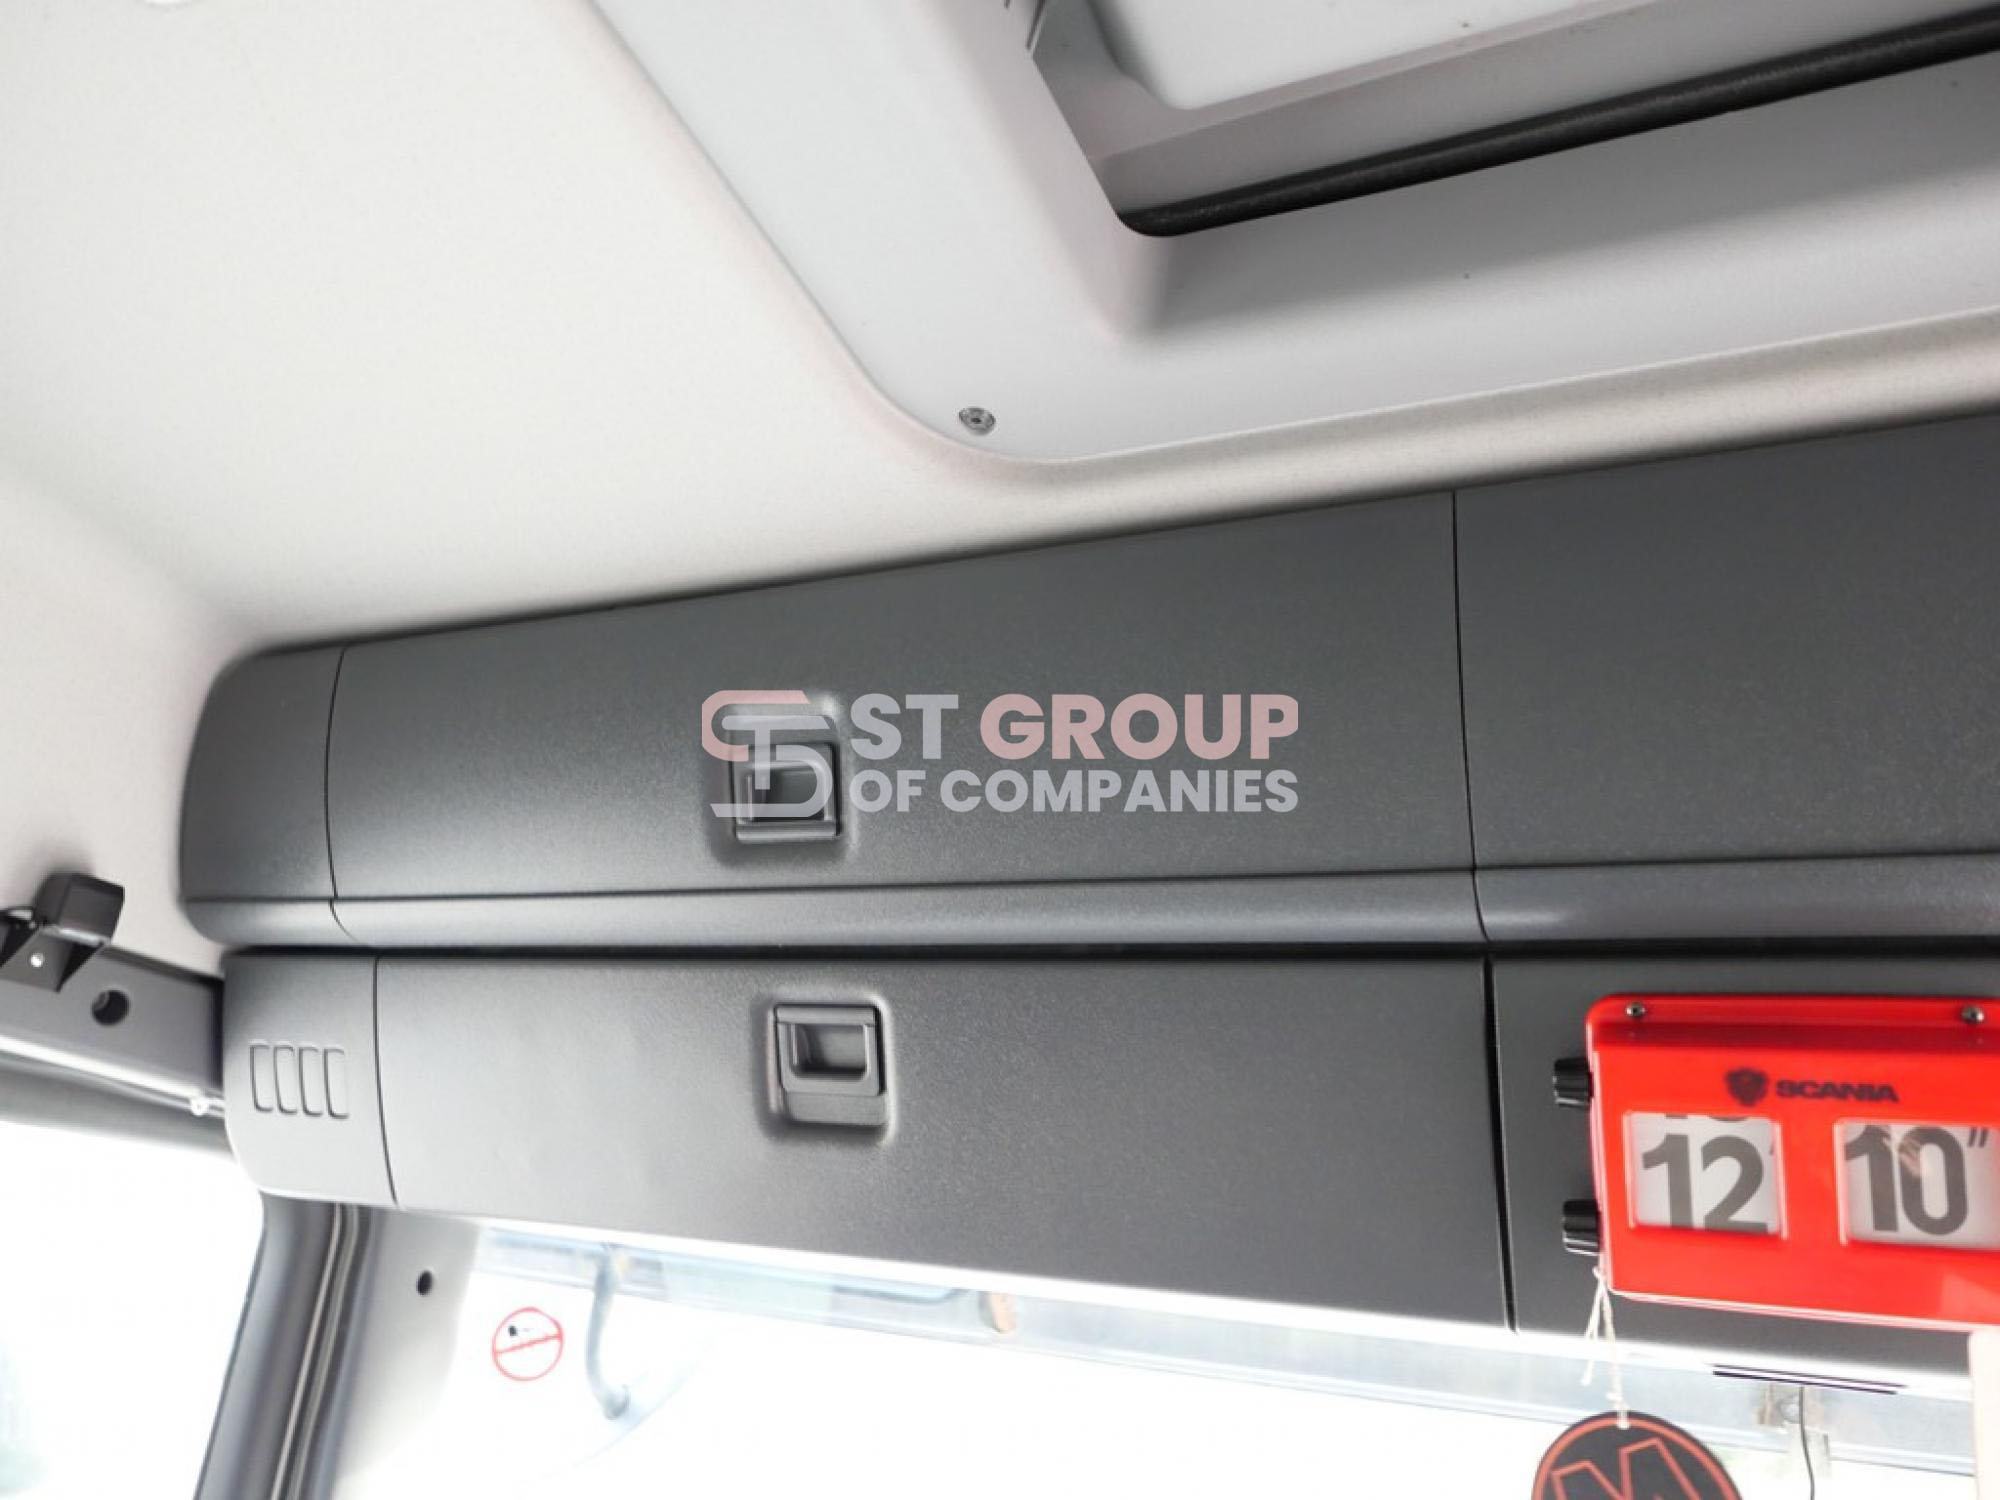 ST GROUP
OF COMPANIES
SCANIA
12'
10"
M